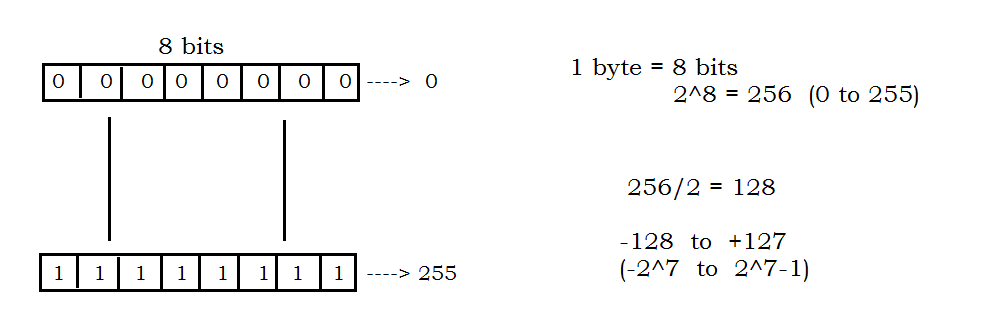 8 bits
0 0 0 0 0 0 0 0 ----> 0
1 1 1 1 1 1 1 1 ----> 255
1 byte = 8 bits
2^8 = 256 (0 to 255)
256/2 = 128
-128 to +127
(-2^7 to 2^7-1)